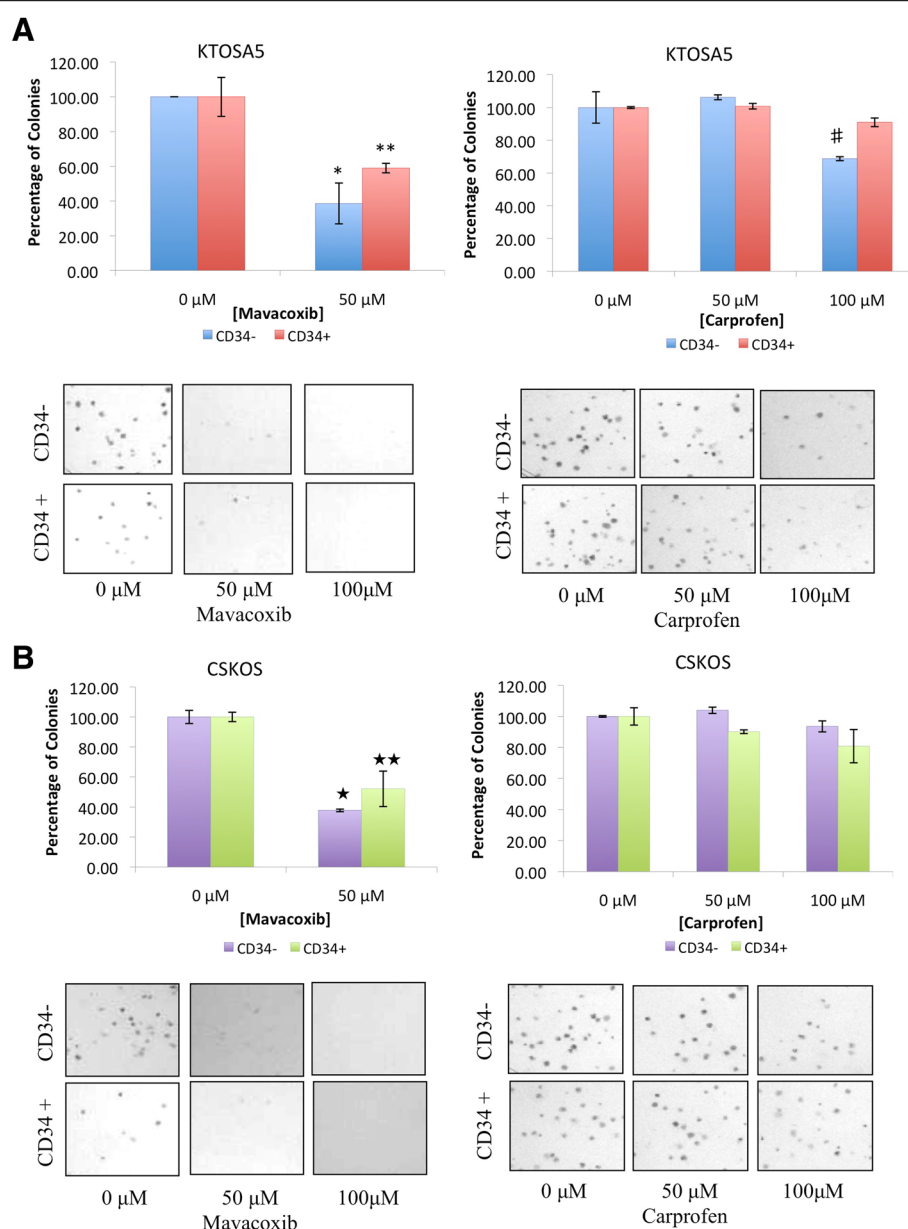 A
KTOSA5
120.00
100.00
80.00
60.00
40.00
20.00
0.00
Percentage of Colonies
*
**
0 μM
50 μM
[Mavacoxib]
CD34-
CD34+
KTOSA5
120.00
100.00
80.00
60.00
40.00
20.00
0.00
Percentage of Colonies
#
0 μM
50 μM
100 μM
[Carprofen]
CD34-
CD34+
CD34-
CD34 +
0 μM
50 μM
100μM
Mavacoxib
CD34-
CD34 +
0 μM
50 μM
100μM
Carprofen
B
CSKOS
120.00
100.00
80.00
60.00
40.00
20.00
0.00
Percentage of Colonies
★
★★
0 μM
50 μM
[Mavacoxib]
CD34-
CD34+
CSKOS
120.00
100.00
80.00
60.00
40.00
20.00
0.00
Percentage of Colonies
0 μM
50 μM
100 μM
[Carprofen]
CD34-
CD34+
CD34-
CD34 +
0 μM
50 μM
100μM
Mavacoxib
CD34-
CD34 +
0 μM
50 μM
100μM
Carprofen